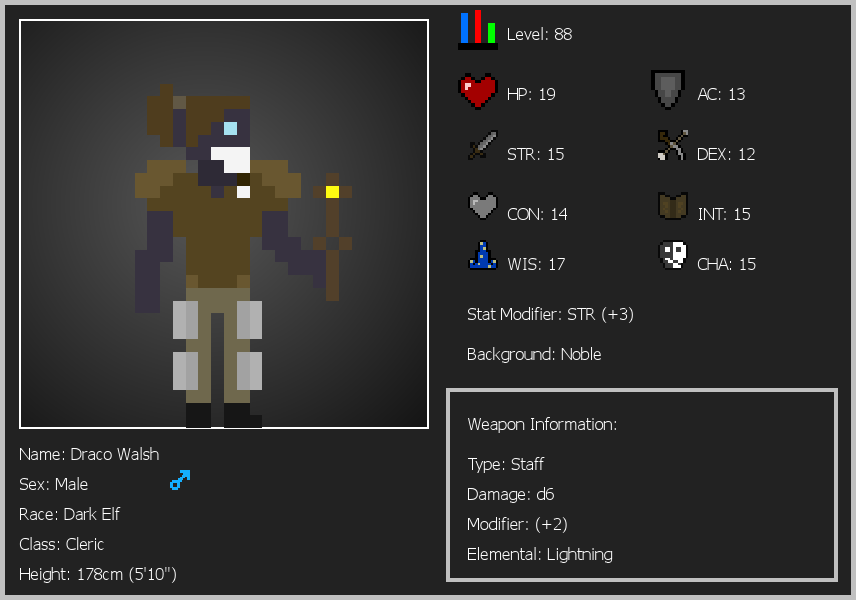 Level: 88
HP: 19
AC: 13
STR: 15
DEX: 12
CON: 14
INT: 15
WIS: 17
CHA: 15
Stat Modifier: STR (+3)
Background: Noble
Weapon Information:
Type: Staff
Damage: d6
Modifier: (+2)
Elemental: Lightning
Name: Draco Walsh
Sex: Male
Race: Dark Elf
Class: Cleric
Height: 178cm (5'10")